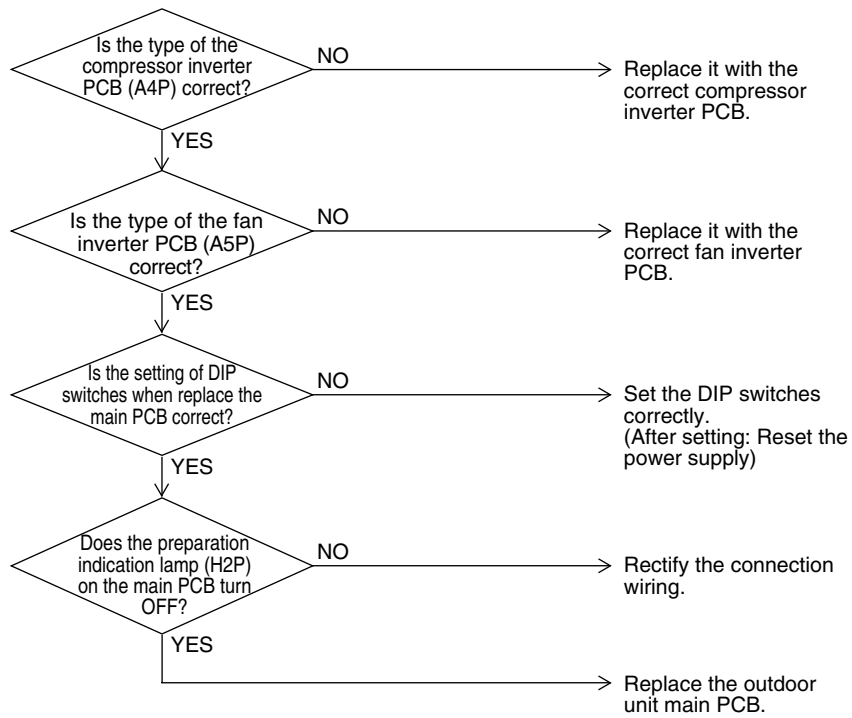 Is the type of the
compressor inverter
PCB (A4P) correct?
NO
Replace it with the
correct compressor
inverter PCB.
YES
Is the type of the fan
inverter PCB (A5P)
correct?
NO
Replace it with the
correct fan inverter
PCB.
YES
Is the setting of DIP
switches when replace the
main PCB correct?
NO
Set the DIP switches
correctly.
(After setting: Reset the
power supply)
YES
Does the preparation
indication lamp (H2P)
on the main PCB turn
OFF?
NO
Rectify the connection
wiring.
YES
Replace the outdoor
unit main PCB.